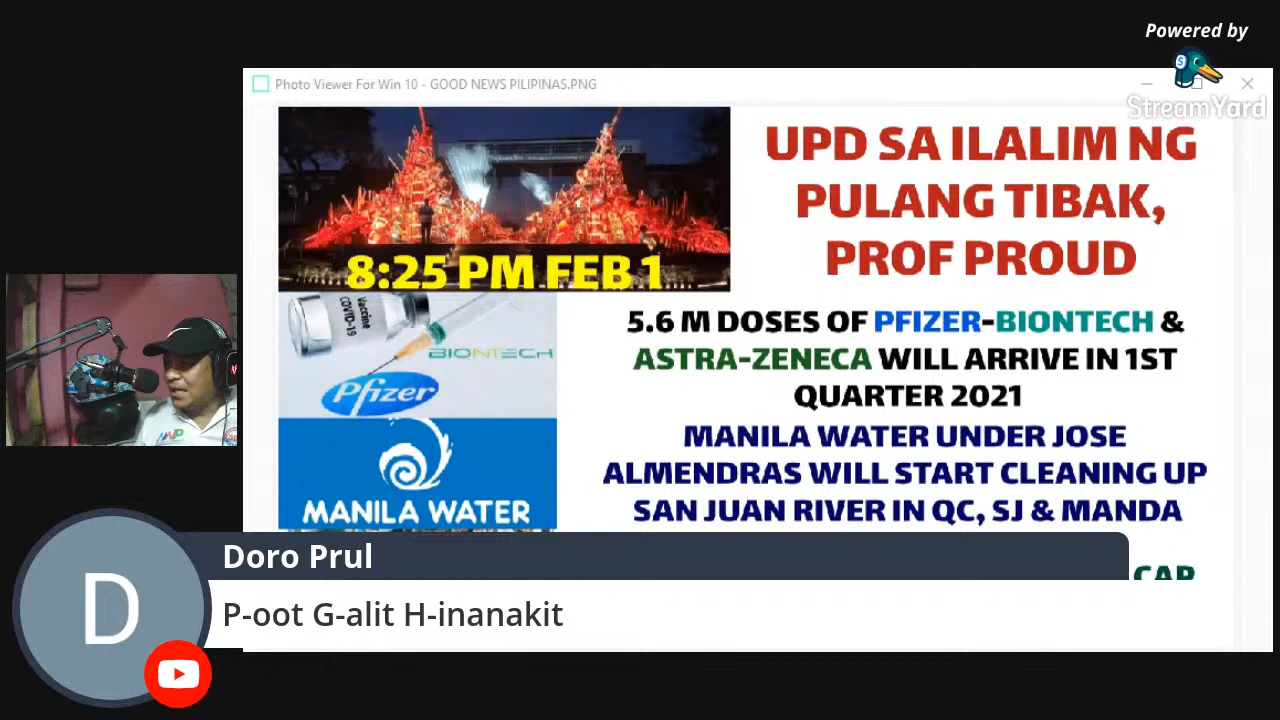 Powered by
StreamYard
Photo Viewer For Win 10 - GOOD NEWS PILIPINAS.PNG
UPD SA ILALIM NG
PULANG TIBAK,
PROF PROUD
8:25 PM FEB 1
Vaccine
COVID-19
BIONTECH
Pfizer
5.6 M DOSES OF PFIZER-BIONTECH &
ASTRA-ZENECA WILL ARRIVE IN 1ST
QUARTER 2021
MANILA WATER
MANILA WATER UNDER JOSE
ALMENDRAS WILL START CLEANING UP
SAN JUAN RIVER IN QC, SJ & MANDA
CAP
D
Doro Prul
P-oot G-alit H-inanakit